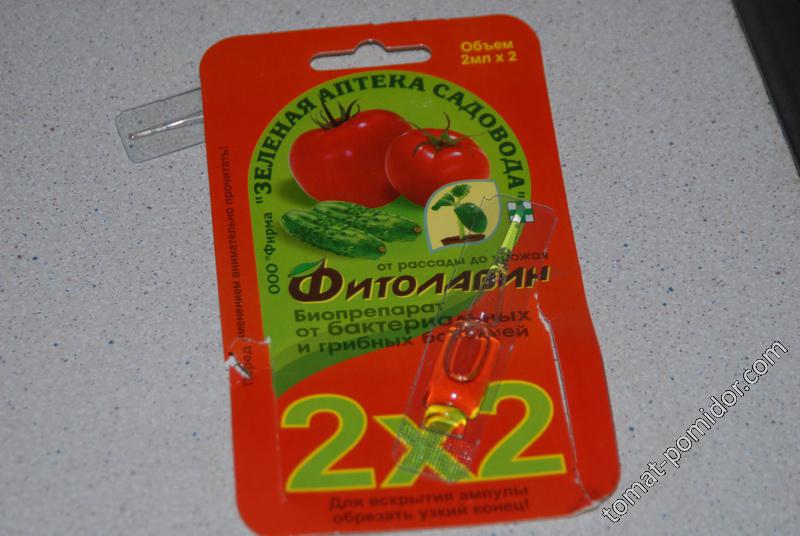 Объем
2мл х 2
ООО "Фирма "ЗЕЛЕНАЯ АПТЕКА САДОВОДА"
перед применением внимательно прочитать!
от рассады до урожая
Фитолавин
Биопрепарат
от бактериальных
и грибных болезней
2х2
Для вскрытия ампулы
обрезать узкий конец!
tomat-pomidor.com